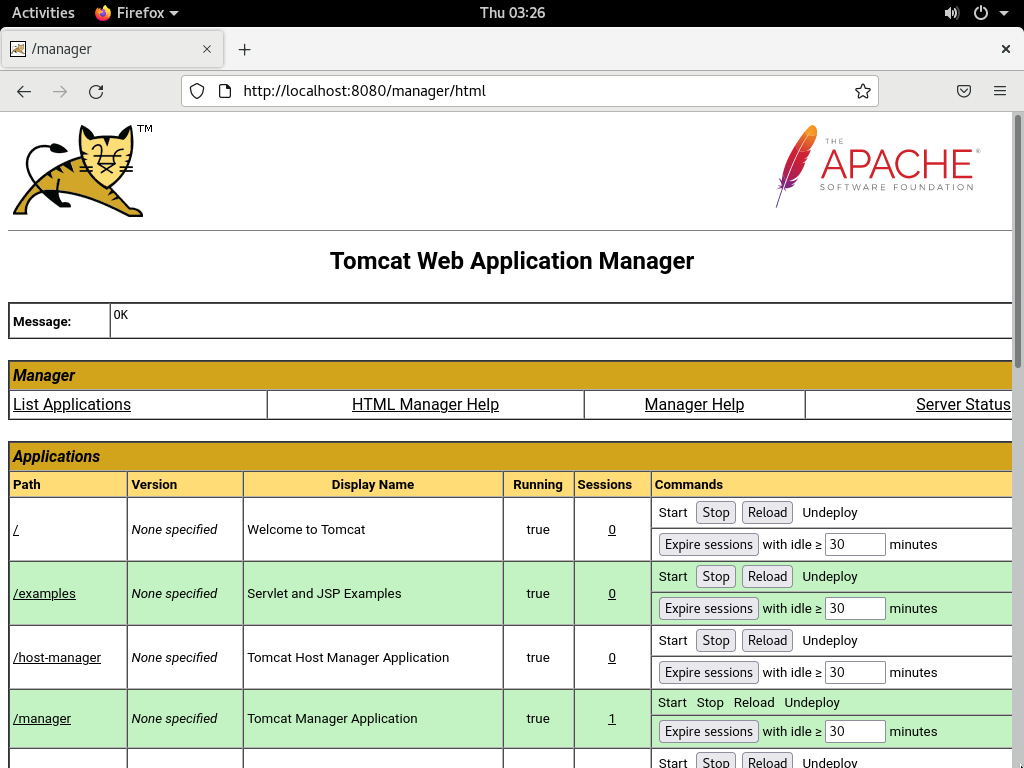 Activities Firefox Thu 03:26
/manager
http://localhost:8080/manager/html
TM
THE
APACHE®
SOFTWARE FOUNDATION
Tomcat Web Application Manager
Message: OK
Manager
List Applications HTML Manager Help Manager Help Server Status
Applications
Path Version Display Name Running Sessions Commands
Start Stop Reload Undeploy
/ None specified Welcome to Tomcat true 0
Expire sessions with idle ≥ 30 minutes
Start Stop Reload Undeploy
/examples None specified Servlet and JSP Examples true 0
Expire sessions with idle ≥ 30 minutes
Start Stop Reload Undeploy
/host-manager None specified Tomcat Host Manager Application true 0
Expire sessions with idle ≥ 30 minutes
Start Stop Reload Undeploy
/manager None specified Tomcat Manager Application true 1
Expire sessions with idle ≥ 30 minutes
Start Stop Reload Undeploy